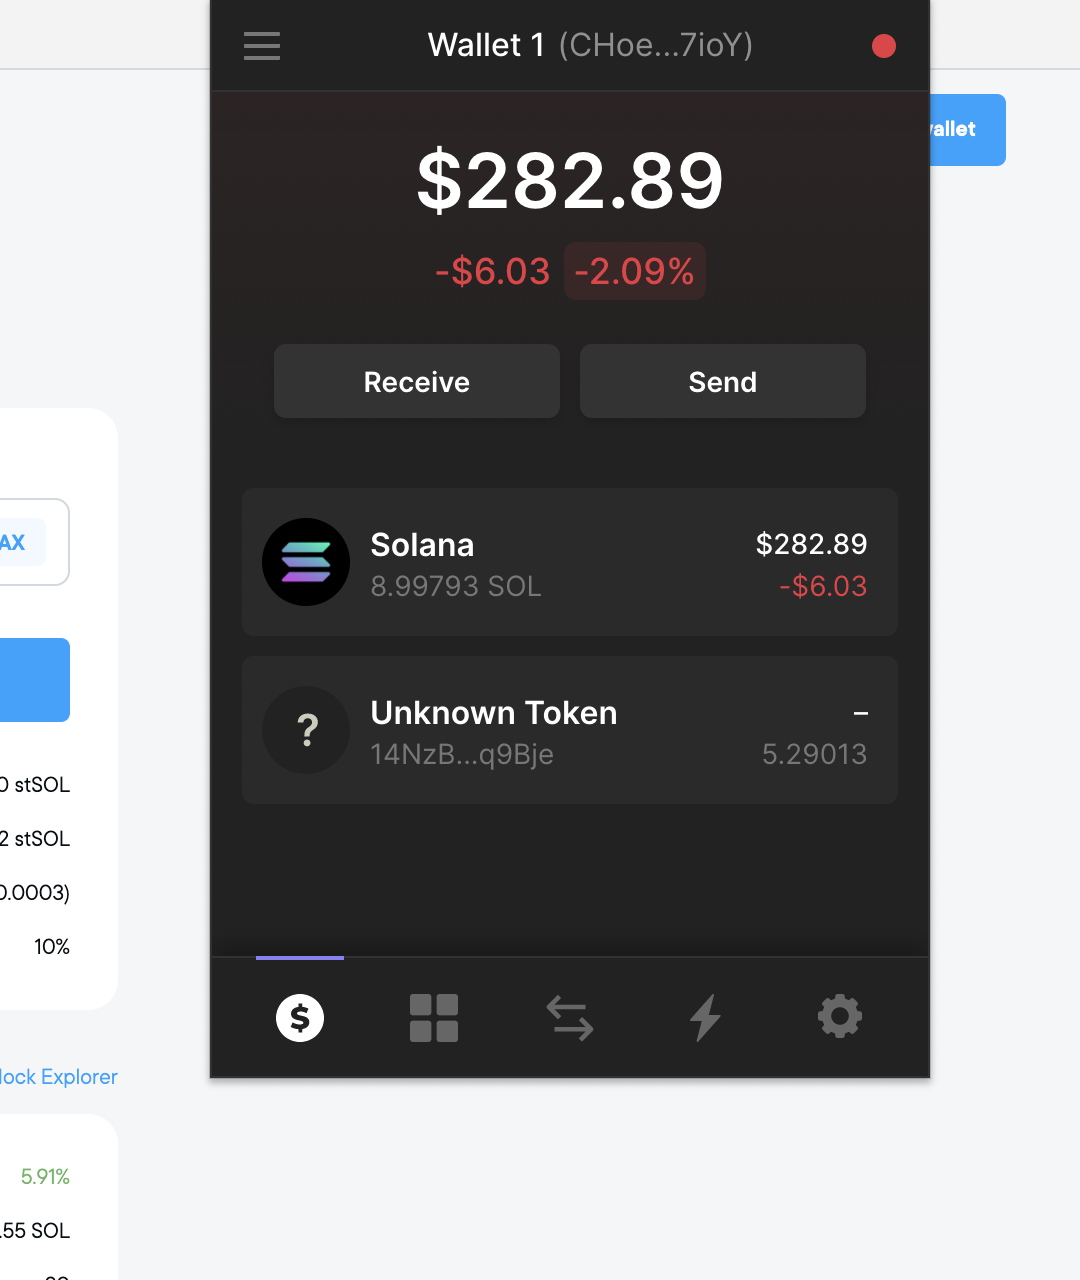 Wallet 1 (CHoe...7ioY)
allet
$282.89
-$6.03 -2.09%
Receive Send
AX
Solana $282.89
8.99793 SOL -$6.03
?
Unknown Token –
14NzB...q9Bje 5.29013
0 stSOL
2 stSOL
0.0003)
10%
$
lock Explorer
5.91%
.55 SOL